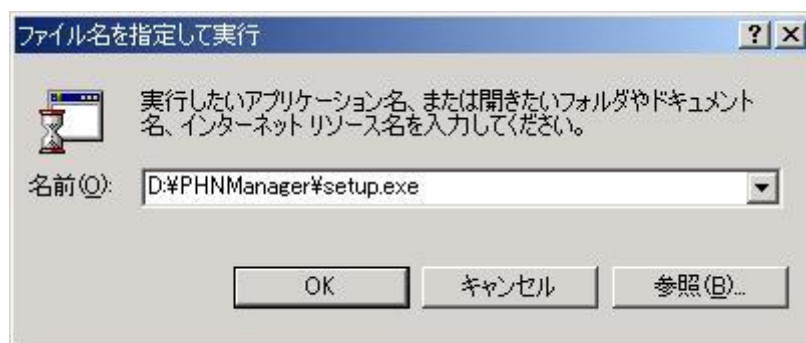 ファイル名を指定して実行
実行したいアプリケーション名、または開きたいフォルダやドキュメント
名、インターネット リソース名を入力してください。
名前(O): D:¥PHNManager¥setup.exe
OK キャンセル 参照(B)...